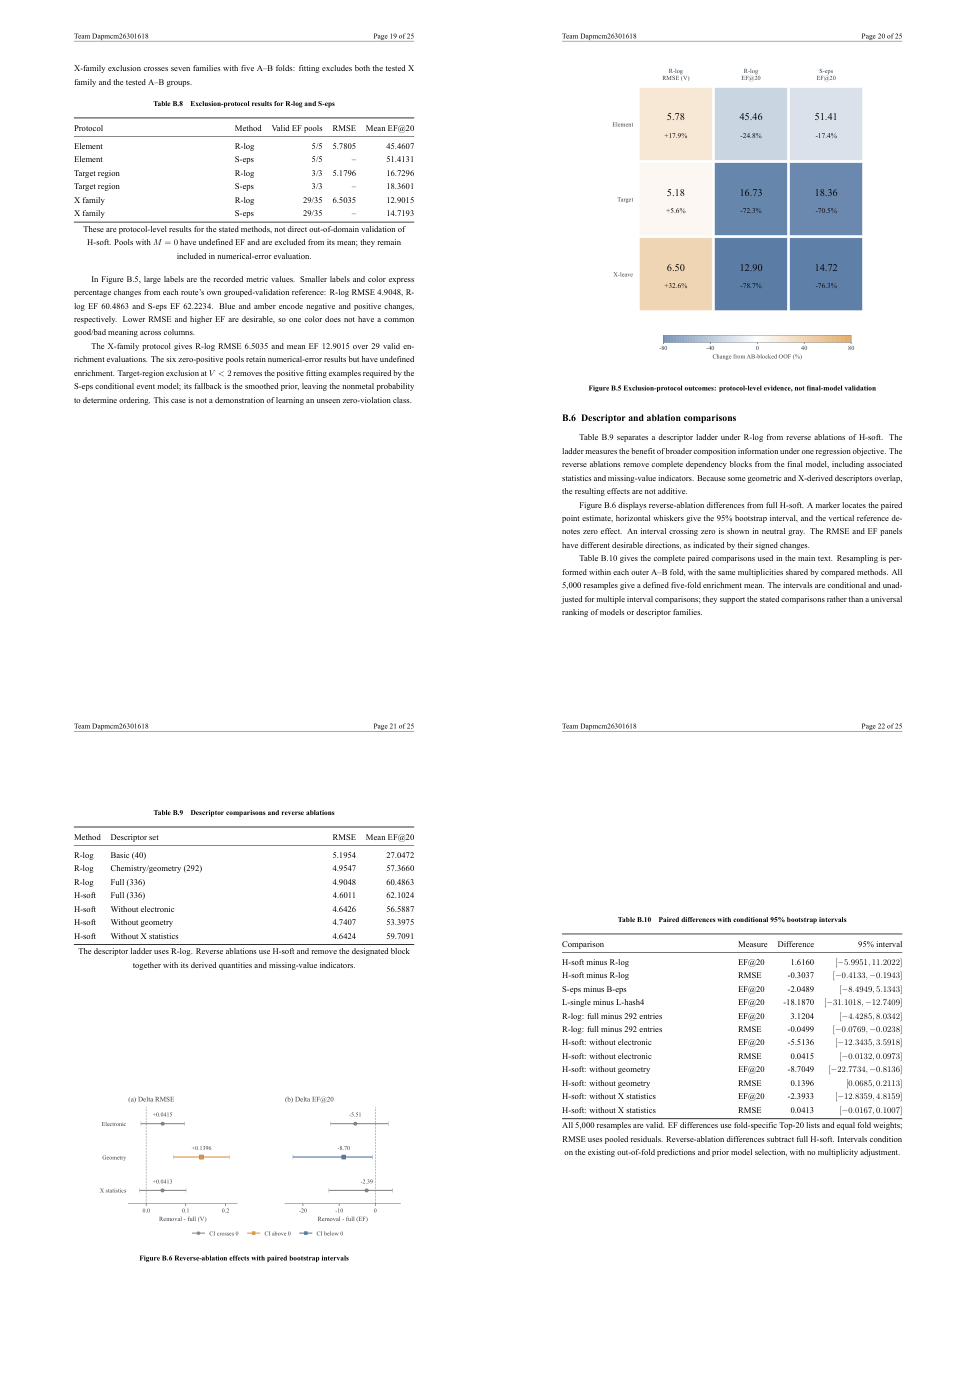 Team Dapmcm26301618 Page 19 of 25
X-family exclusion crosses seven families with five A–B folds: fitting excludes both the tested X
family and the tested A–B groups.
Table B.8 Exclusion-protocol results for R-log and S-eps
Protocol Method Valid EF pools RMSE Mean EF@20
Element R-log 5/5 5.7805 45.4607
Element S-eps 5/5 – 51.4131
Target region R-log 3/3 5.1796 16.7296
Target region S-eps 3/3 – 18.3601
X family R-log 29/35 6.5035 12.9015
X family S-eps 29/35 – 14.7193
These are protocol-level results for the stated methods, not direct out-of-domain validation of
H-soft. Pools with M = 0 have undefined EF and are excluded from its mean; they remain
included in numerical-error evaluation.
In Figure B.5, large labels are the recorded metric values. Smaller labels and color express
percentage changes from each route's own grouped-validation reference: R-log RMSE 4.9048, R-
log EF 60.4863 and S-eps EF 62.2234. Blue and amber encode negative and positive changes,
respectively. Lower RMSE and higher EF are desirable, so one color does not have a common
good/bad meaning across columns.
The X-family protocol gives R-log RMSE 6.5035 and mean EF 12.9015 over 29 valid en-
richment evaluations. The six zero-positive pools retain numerical-error results but have undefined
enrichment. Target-region exclusion at V < 2 removes the positive fitting examples required by the
S-eps conditional event model; its fallback is the smoothed prior, leaving the nonmetal probability
to determine ordering. This case is not a demonstration of learning an unseen zero-violation class.
Team Dapmcm26301618 Page 20 of 25
R-log R-log S-eps
RMSE (V) EF@20 EF@20
5.78 45.46 51.41
Element
+17.9% -24.8% -17.4%
5.18 16.73 18.36
Target
+5.6% -72.3% -70.5%
6.50 12.90 14.72
X-leave
+32.6% -78.7% -76.3%
-80 -40 0 40 80
Change from AB-blocked OOF (%)
Figure B.5 Exclusion-protocol outcomes: protocol-level evidence, not final-model validation
B.6 Descriptor and ablation comparisons
Table B.9 separates a descriptor ladder under R-log from reverse ablations of H-soft. The
ladder measures the benefit of broader composition information under one regression objective. The
reverse ablations remove complete dependency blocks from the final model, including associated
statistics and missing-value indicators. Because some geometric and X-derived descriptors overlap,
the resulting effects are not additive.
Figure B.6 displays reverse-ablation differences from full H-soft. A marker locates the paired
point estimate, horizontal whiskers give the 95% bootstrap interval, and the vertical reference de-
notes zero effect. An interval crossing zero is shown in neutral gray. The RMSE and EF panels
have different desirable directions, as indicated by their signed changes.
Table B.10 gives the complete paired comparisons used in the main text. Resampling is per-
formed within each outer A–B fold, with the same multiplicities shared by compared methods. All
5,000 resamples give a defined five-fold enrichment mean. The intervals are conditional and unad-
justed for multiple interval comparisons; they support the stated comparisons rather than a universal
ranking of models or descriptor families.
Team Dapmcm26301618 Page 21 of 25
Table B.9 Descriptor comparisons and reverse ablations
Method Descriptor set RMSE Mean EF@20
R-log Basic (40) 5.1954 27.0472
R-log Chemistry/geometry (292) 4.9547 57.3660
R-log Full (336) 4.9048 60.4863
H-soft Full (336) 4.6011 62.1024
H-soft Without electronic 4.6426 56.5887
H-soft Without geometry 4.7407 53.3975
H-soft Without X statistics 4.6424 59.7091
The descriptor ladder uses R-log. Reverse ablations use H-soft and remove the designated block
together with its derived quantities and missing-value indicators.
(a) Delta RMSE (b) Delta EF@20
+0.0415 -5.51
Electronic
+0.1396 -8.70
Geometry
+0.0413 -2.39
X statistics
0.0 0.1 0.2 -20 -10 0
Removal - full (V) Removal - full (EF)
CI crosses 0 CI above 0 CI below 0
Figure B.6 Reverse-ablation effects with paired bootstrap intervals
Team Dapmcm26301618 Page 22 of 25
Table B.10 Paired differences with conditional 95% bootstrap intervals
Comparison Measure Difference 95% interval
H-soft minus R-log EF@20 1.6160 [−5.9951, 11.2022]
H-soft minus R-log RMSE -0.3037 [−0.4133, −0.1943]
S-eps minus B-eps EF@20 -2.0489 [−8.4949, 5.1343]
L-single minus L-hash4 EF@20 -18.1870 [−31.1018, −12.7409]
R-log: full minus 292 entries EF@20 3.1204 [−4.4285, 8.0342]
R-log: full minus 292 entries RMSE -0.0499 [−0.0769, −0.0238]
H-soft: without electronic EF@20 -5.5136 [−12.3435, 3.5918]
H-soft: without electronic RMSE 0.0415 [−0.0132, 0.0973]
H-soft: without geometry EF@20 -8.7049 [−22.7734, −0.8136]
H-soft: without geometry RMSE 0.1396 [0.0685, 0.2113]
H-soft: without X statistics EF@20 -2.3933 [−12.8359, 4.8159]
H-soft: without X statistics RMSE 0.0413 [−0.0167, 0.1007]
All 5,000 resamples are valid. EF differences use fold-specific Top-20 lists and equal fold weights;
RMSE uses pooled residuals. Reverse-ablation differences subtract full H-soft. Intervals condition
on the existing out-of-fold predictions and prior model selection, with no multiplicity adjustment.